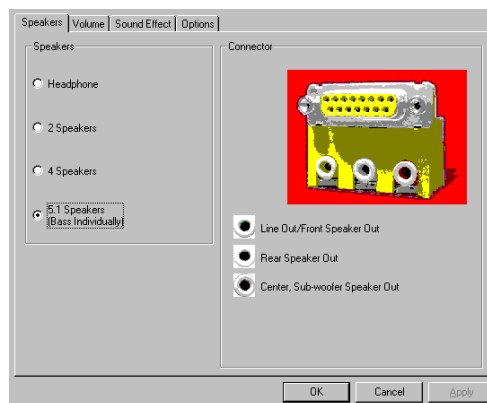 Speakers Volume Sound Effect Options
Speakers
Headphone
2 Speakers
4 Speakers
5.1 Speakers
(Bass Individually)
Connector
Line Out/Front Speaker Out
Rear Speaker Out
Center, Sub-woofer Speaker Out
OK Cancel Apply